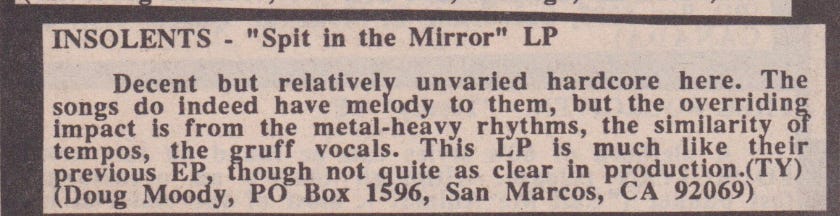 INSOLENTS - "Spit in the Mirror" LP
Decent but relatively unvaried hardcore here. The
songs do indeed have melody to them, but the overriding
impact is from the metal-heavy rhythms, the similarity of
tempos, the gruff vocals. This LP is much like their
previous EP, though not quite as clear in production.(TY)
(Doug Moody, PO Box 1596, San Marcos, CA 92069)